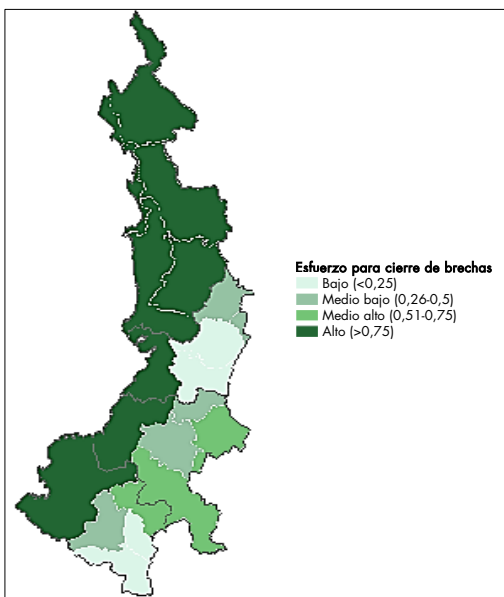 Esfuerzo para cierre de brechas
Bajo (<0,25)
Medio bajo (0,26-0,5)
Medio alto (0,51-0,75)
Alto (>0,75)